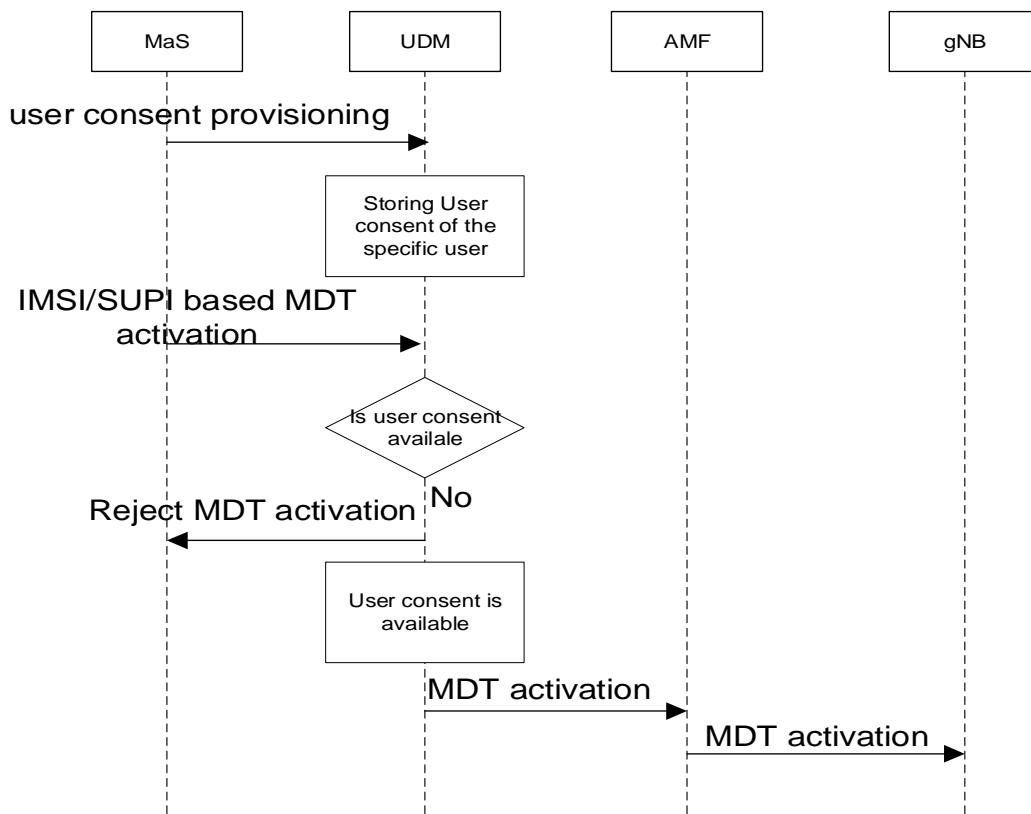 MaS
UDM
AMF
gNB
user consent provisioning
Storing User
consent of the
specific user
IMSI/SUPI based MDT
activation
Is user consent
availale
No
Reject MDT activation
User consent is
available
MDT activation
MDT activation